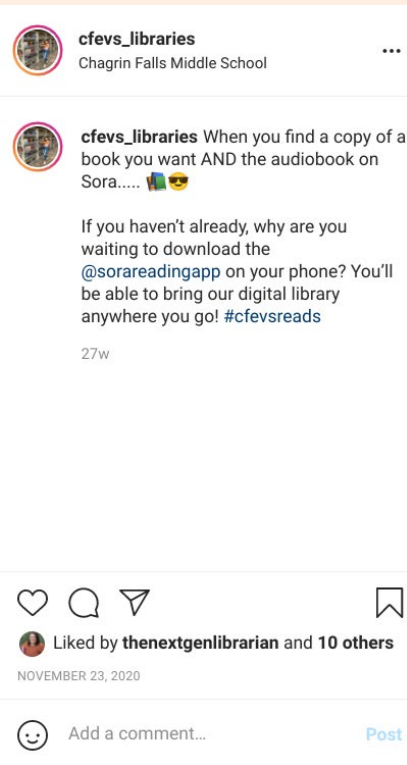 cfevs_libraries
Chagrin Falls Middle School
cfevs_libraries When you find a copy of a
book you want AND the audiobook on
Sora..... 📚😎
If you haven’t already, why are you
waiting to download the
@sorareadingapp on your phone? You’ll
be able to bring our digital library
anywhere you go! #cfevsreads
27w
Liked by thenextgenlibrarian and 10 others
NOVEMBER 23, 2020
Add a comment...
Post